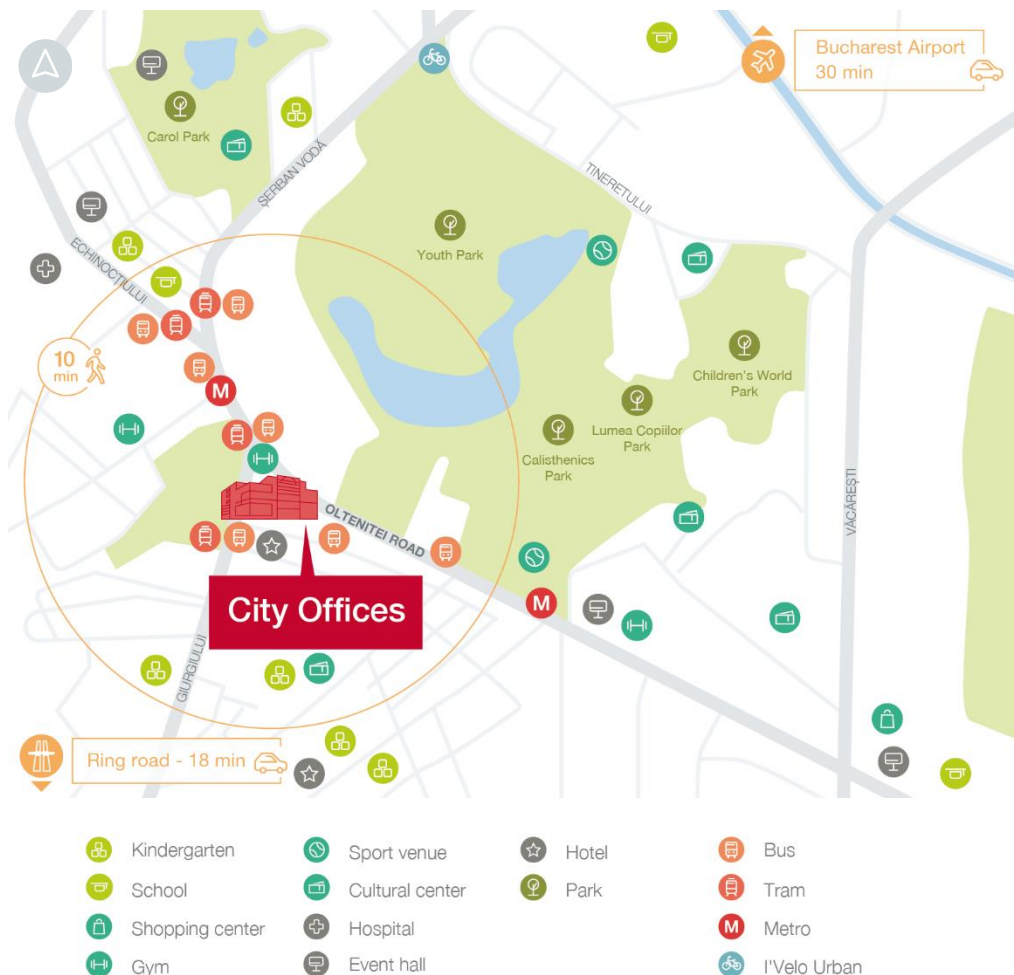 Bucharest Airport
30 min
Carol Park
ȘERBAN VODĂ
TINERETULUI
Youth Park
ECHINOCȚIULUI
10
min
M
Children's World
Park
Lumea Copiilor
Park
Calisthenics
Park
VĂCĂREȘTI
OLTENITEI ROAD
City Offices
M
GIURGIULUI
Ring road - 18 min
Kindergarten
School
Shopping center
Gym
Sport venue
Cultural center
Hospital
Event hall
Hotel
Park
Bus
Tram
M
Metro
I'Velo Urban